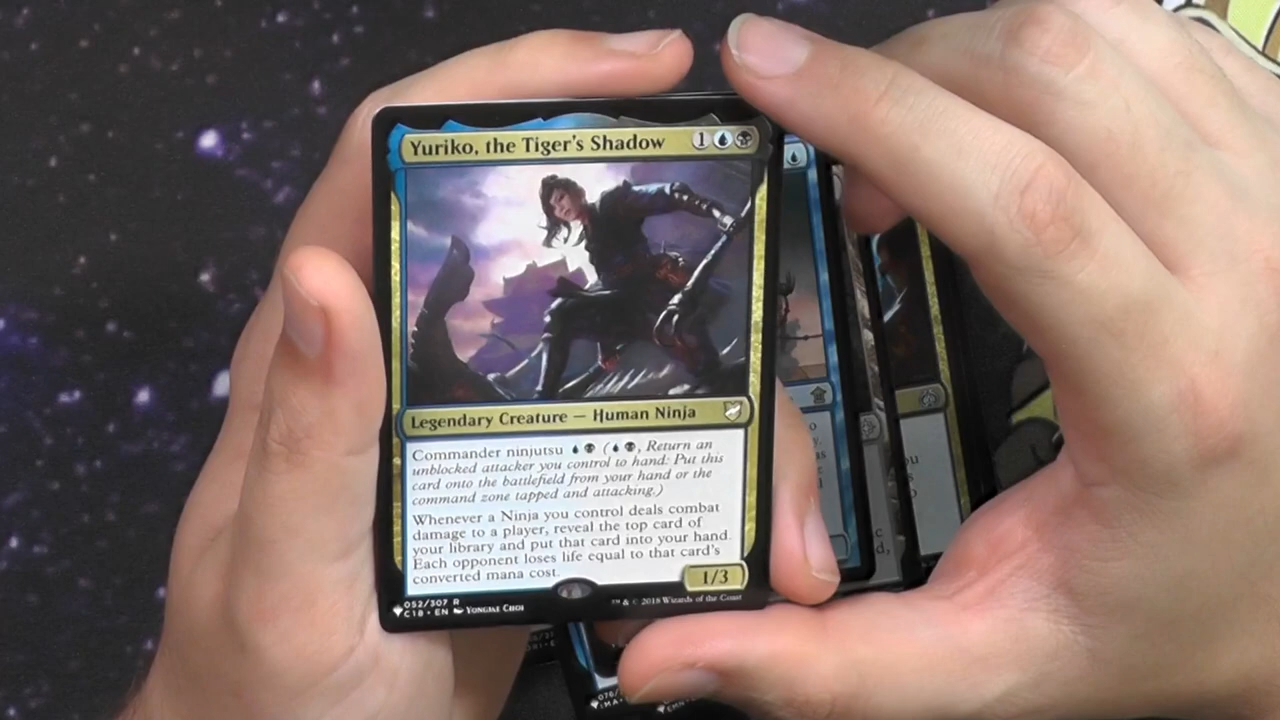 Yuriko, the Tiger's Shadow 1
Legendary Creature — Human Ninja
Commander ninjutsu ( , Return an
unblocked attacker you control to hand: Put this
card onto the battlefield from your hand or the
command zone tapped and attacking.)
Whenever a Ninja you control deals combat
damage to a player, reveal the top card of
your library and put that card into your hand.
Each opponent loses life equal to that card's
converted mana cost.
1/3
052/307 R
C18 • EN Yongjae Choi
™ & © 2018 Wizards of the Coast